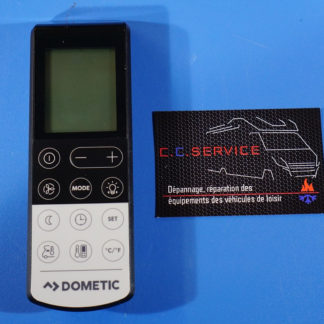 MODE
SET
°C/°F
DOMETIC
C.C.SERVICE
Dépannage, réparation des
équipements des véhicules de loisir